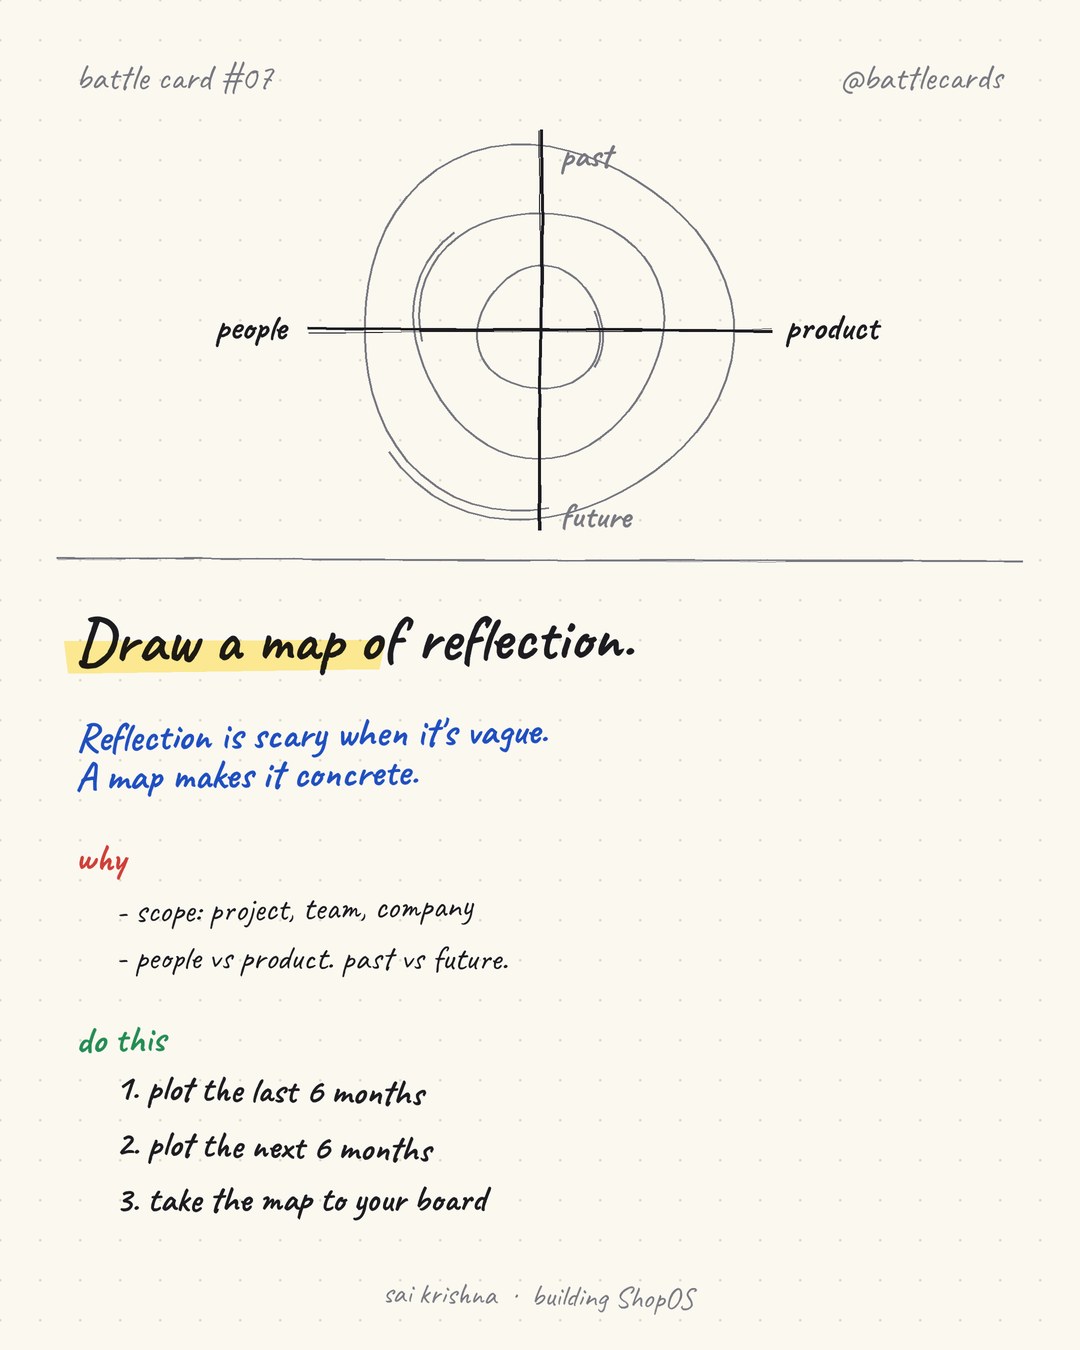 battle card #07
@battlecards
past
people
product
future
Draw a map of reflection.
Reflection is scary when it's vague.
A map makes it concrete.
why
- scope: project, team, company
- people vs product. past vs future.
do this
1. plot the last 6 months
2. plot the next 6 months
3. take the map to your board
sai krishna · building ShopOS